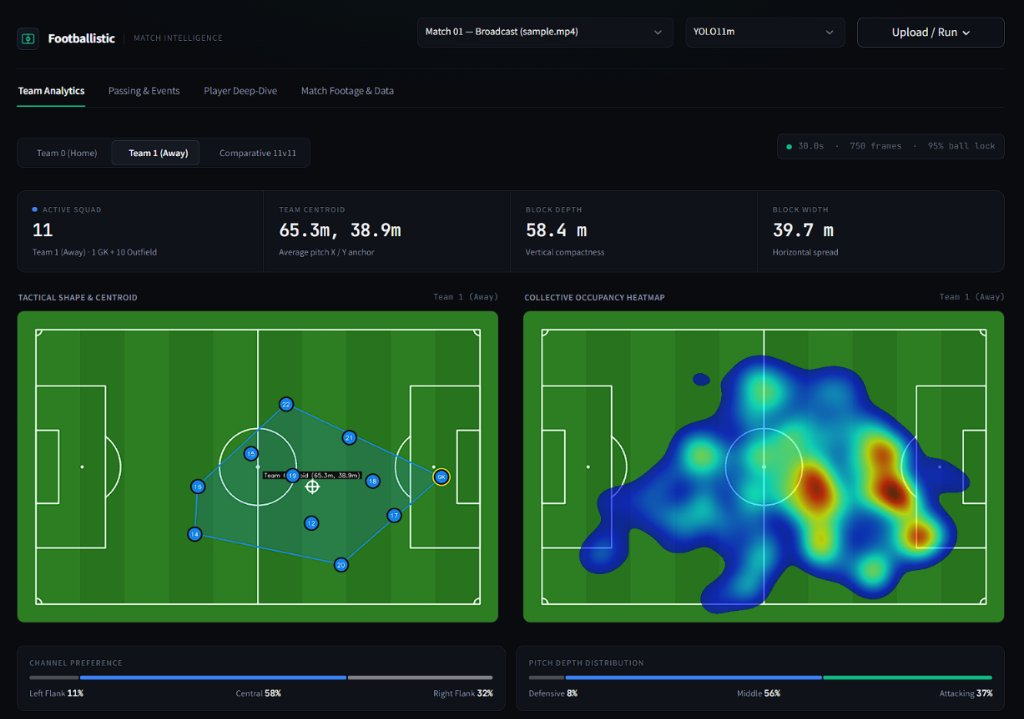 Footballistic MATCH INTELLIGENCE
Match 01 — Broadcast (sample.mp4)
YOLO11m
Upload / Run
Team Analytics Passing & Events Player Deep-Dive Match Footage & Data
Team 0 (Home) Team 1 (Away) Comparative 11v11
30.0s · 750 frames · 95% ball lock
ACTIVE SQUAD
11
Team 1 (Away) · 1 GK + 10 Outfield
TEAM CENTROID
65.3m, 38.9m
Average pitch X / Y anchor
BLOCK DEPTH
58.4 m
Vertical compactness
BLOCK WIDTH
39.7 m
Horizontal spread
TACTICAL SHAPE & CENTROID Team 1 (Away)
22
21
15
Team oid (65.3m, 38.9m)
19
18
GK
14
17
12
20
COLLECTIVE OCCUPANCY HEATMAP Team 1 (Away)
CHANNEL PREFERENCE
Left Flank 11% Central 58% Right Flank 32%
PITCH DEPTH DISTRIBUTION
Defensive 8% Middle 56% Attacking 37%